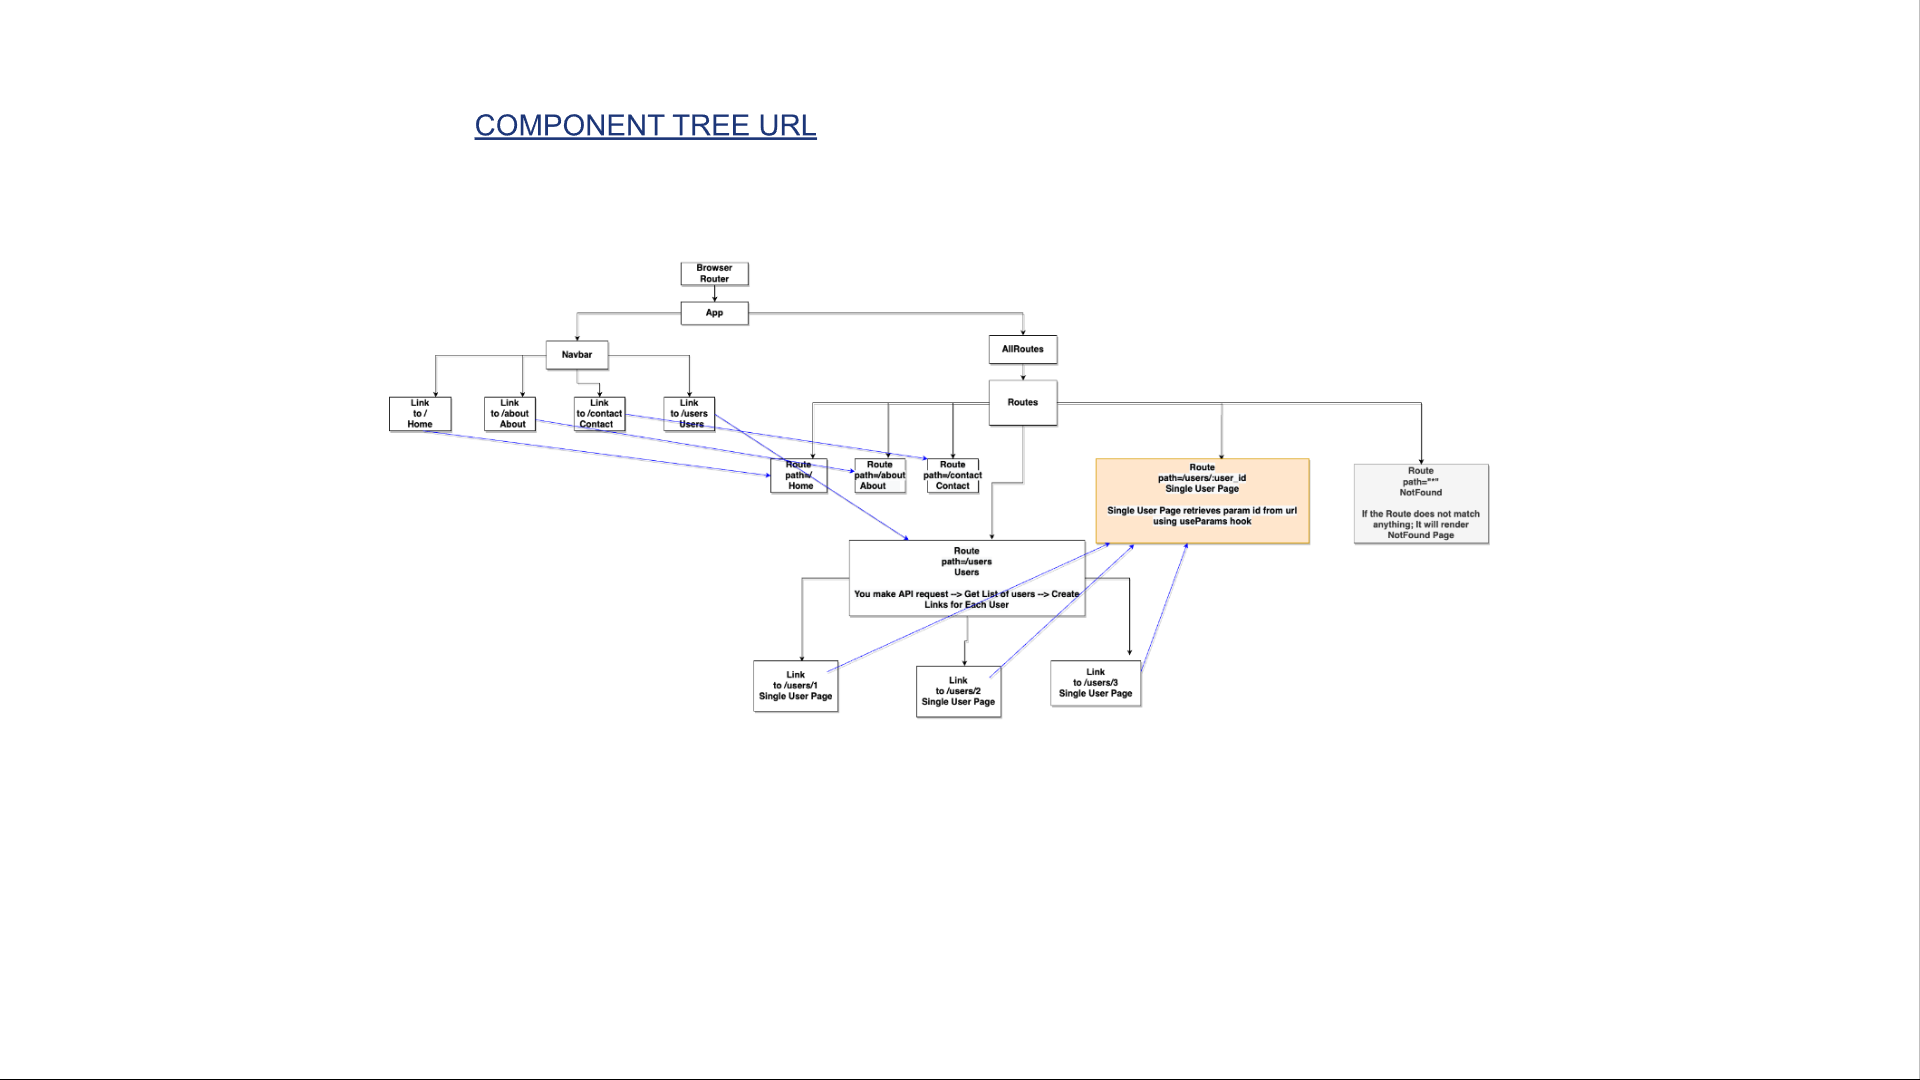 COMPONENT TREE URL
Browser
Router
App
Navbar
AllRoutes
Routes
Link
to /
Home
Link
to /about
About
Link
to /contact
Contact
Link
to /users
Users
Route
path=/
Home
Route
path=/about
About
Route
path=/contact
Contact
Route
path=/users/:user_id
Single User Page
Single User Page retrieves param id from url
using useParams hook
Route
path="*"
NotFound
If the Route does not match
anything; It will render
NotFound Page
Route
path=/users
Users
You make API request --> Get List of users --> Create
Links for Each User
Link
to /users/1
Single User Page
Link
to /users/2
Single User Page
Link
to /users/3
Single User Page